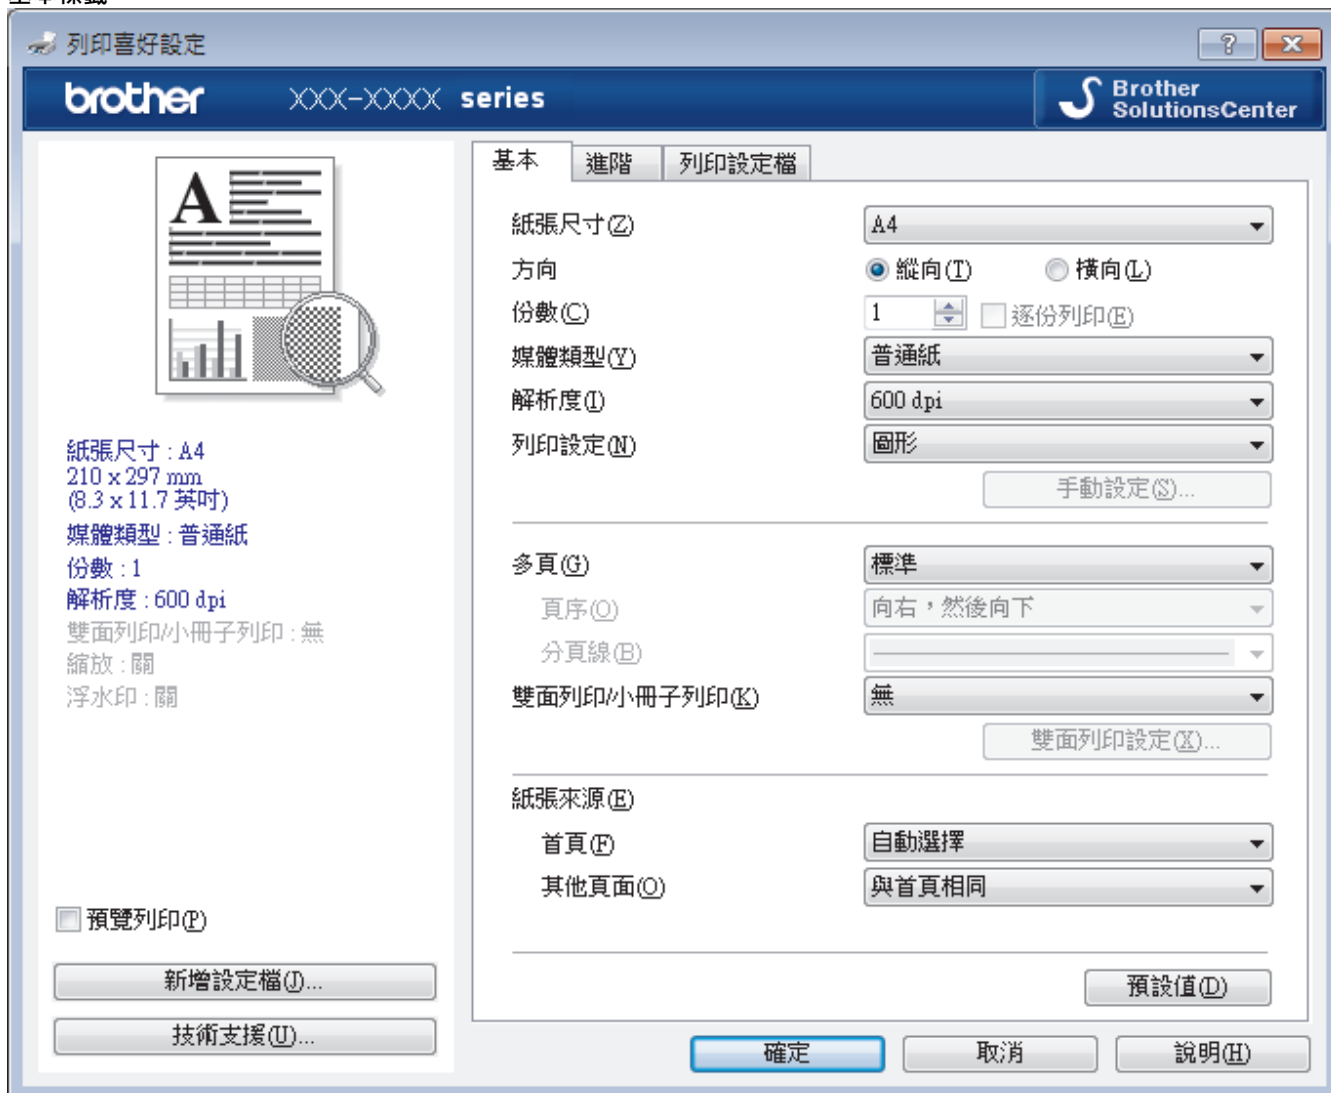 列印喜好設定
brother XXX-XXXX series
Brother
SolutionsCenter
基本 進階 列印設定檔
A
紙張尺寸(Z) A4
方向 縱向(T) 橫向(L)
份數(C) 1 逐份列印(E)
媒體類型(Y) 普通紙
解析度(I) 600 dpi
列印設定(N) 圖形
手動設定(S)...
多頁(G) 標準
頁序(O) 向右，然後向下
分頁線(B)
雙面列印/小冊子列印(K) 無
雙面列印設定(X)...
紙張來源(E)
首頁(F) 自動選擇
其他頁面(O) 與首頁相同
預設值(D)
紙張尺寸 : A4
210 x 297 mm
(8.3 x 11.7 英吋)
媒體類型 : 普通紙
份數 : 1
解析度 : 600 dpi
雙面列印/小冊子列印 : 無
縮放 : 關
浮水印 : 關
預覽列印(P)
新增設定檔(J)...
技術支援(U)...
確定 取消 說明(H)